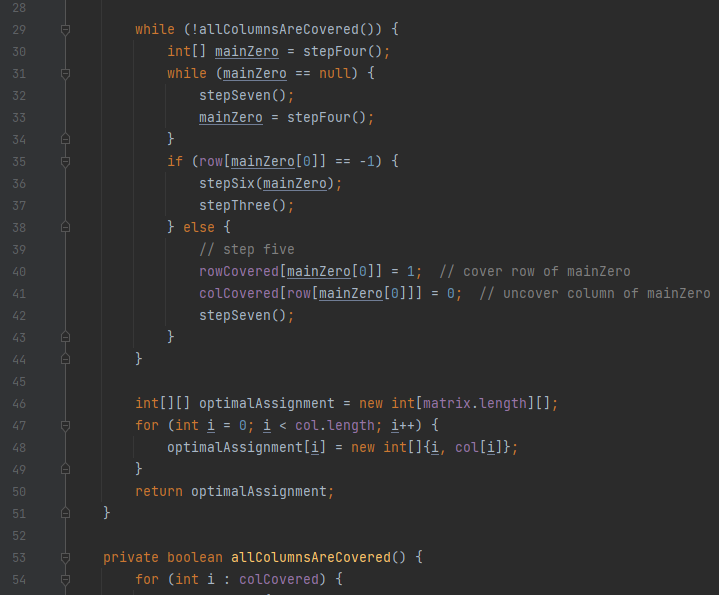 28
29 while (!allColumnsAreCovered()) {
30 int[] mainZero = stepFour();
31 while (mainZero == null) {
32 stepSeven();
33 mainZero = stepFour();
34 }
35 if (row[mainZero[0]] == -1) {
36 stepSix(mainZero);
37 stepThree();
38 } else {
39 // step five
40 rowCovered[mainZero[0]] = 1;  // cover row of mainZero
41 colCovered[row[mainZero[0]]] = 0;  // uncover column of mainZero
42 stepSeven();
43 }
44 }
45
46 int[][] optimalAssignment = new int[matrix.length][];
47 for (int i = 0; i < col.length; i++) {
48 optimalAssignment[i] = new int[]{i, col[i]};
49 }
50 return optimalAssignment;
51 }
52
53 private boolean allColumnsAreCovered() {
54 for (int i : colCovered) {